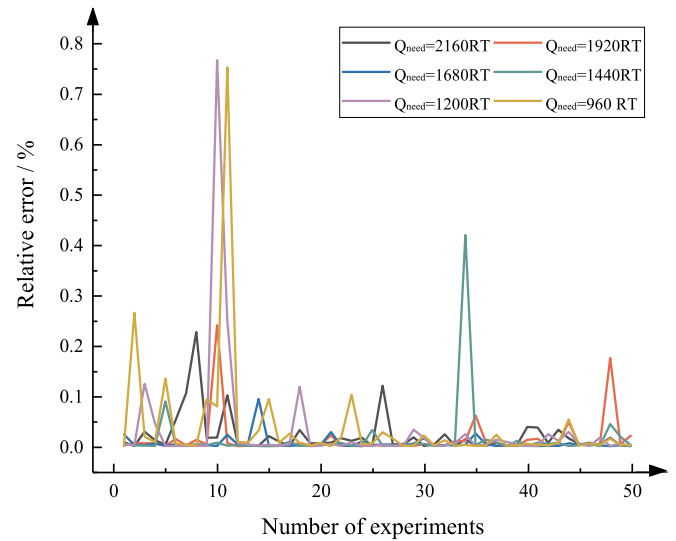 Qneed=2160RT Qneed=1920RT
Qneed=1680RT Qneed=1440RT
Qneed=1200RT Qneed=960 RT
Relative error / %
0.8
0.7
0.6
0.5
0.4
0.3
0.2
0.1
0.0
0 10 20 30 40 50
Number of experiments